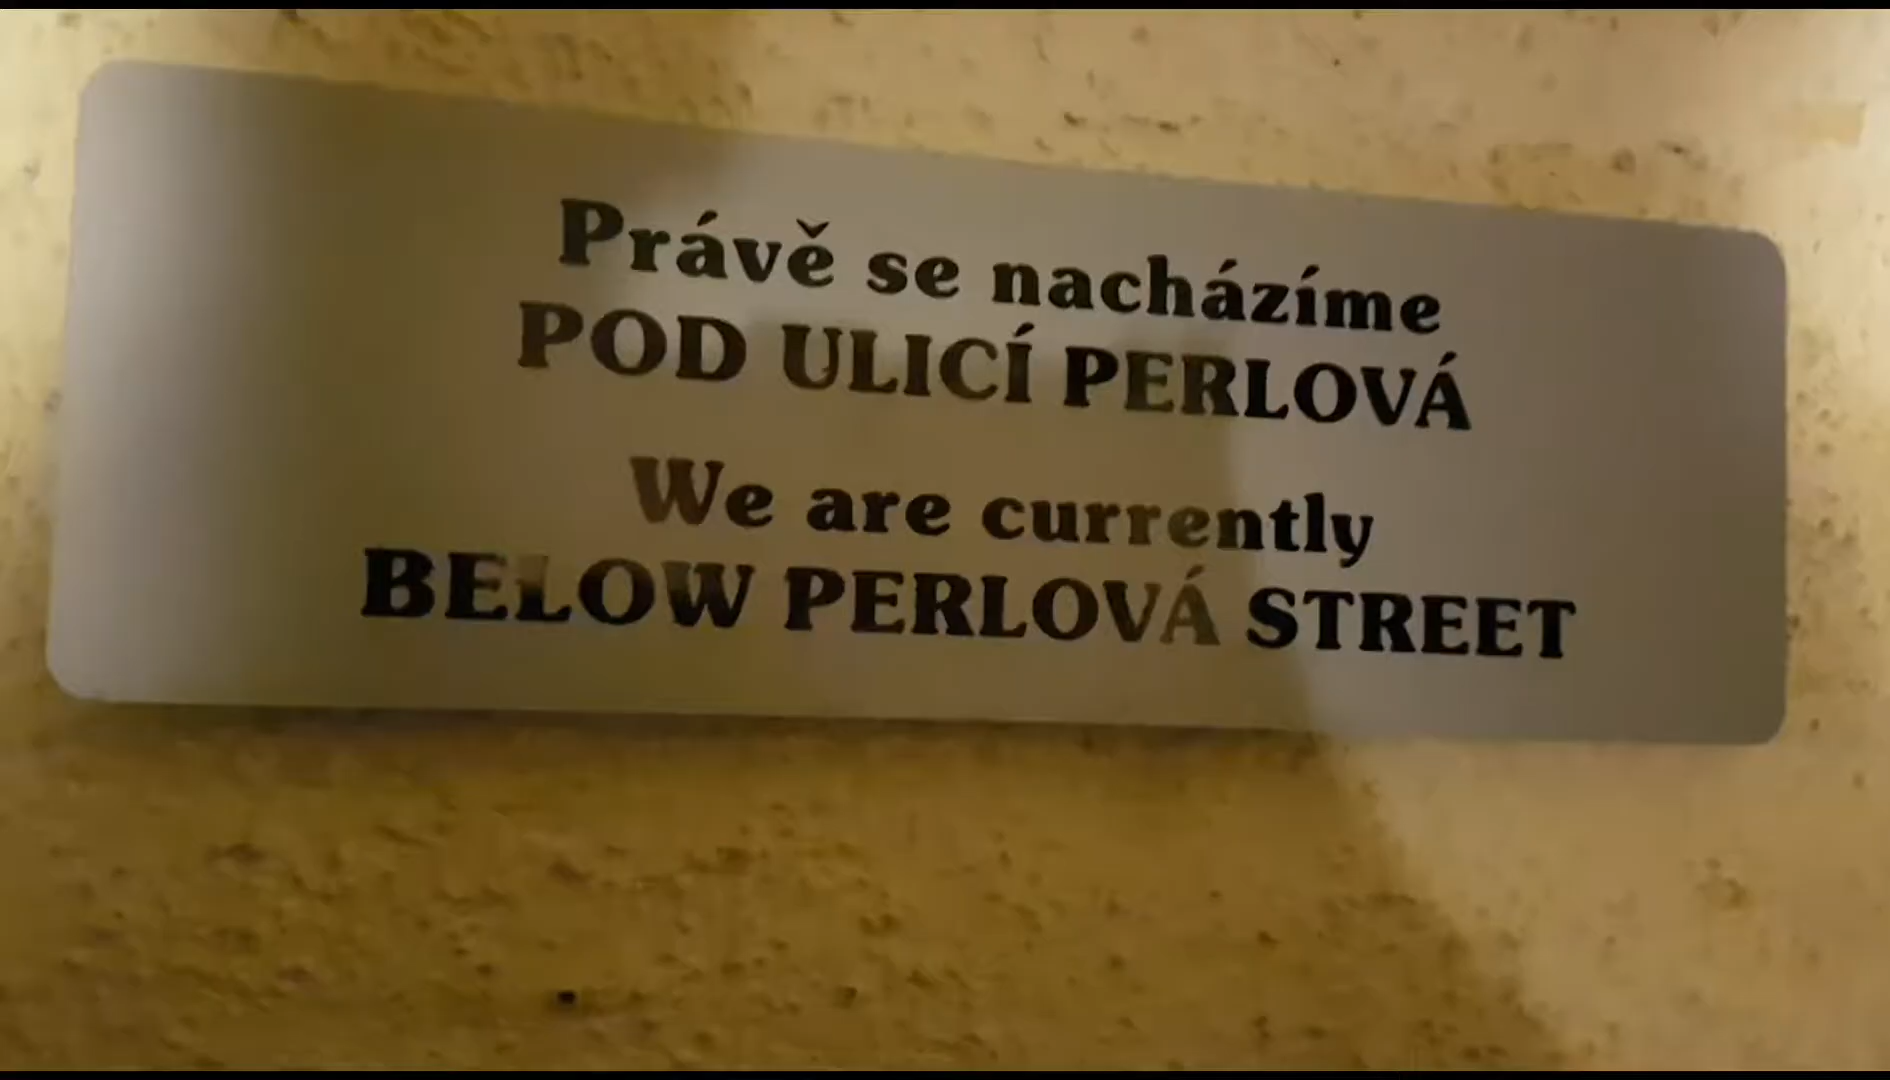 Právě se nacházíme
POD ULICÍ PERLOVÁ
We are currently
BELOW PERLOVÁ STREET